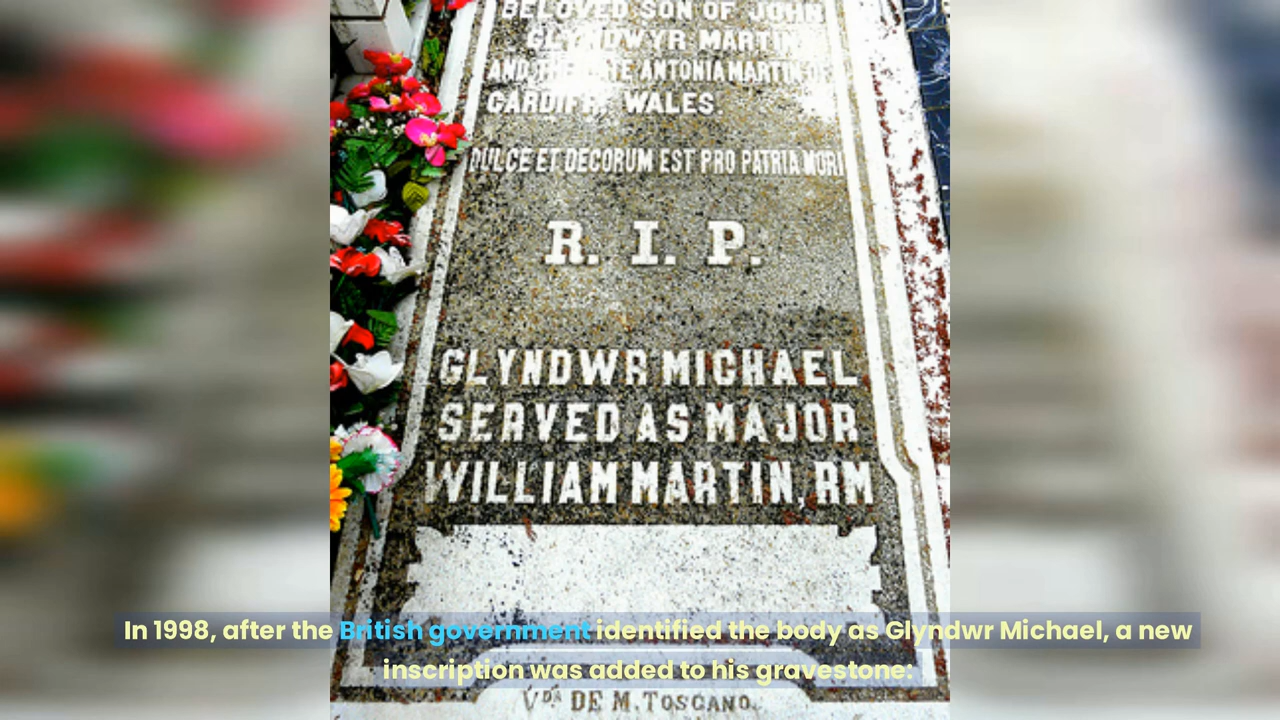 BELOVED SON OF JOHN
GLYNDWYR MARTIN
AND THE LATE ANTONIA MARTIN OF
CARDIFF, WALES.
DULCE ET DECORUM EST PRO PATRIA MORI
R. I. P.
GLYNDWR MICHAEL
SERVED AS MAJOR
WILLIAM MARTIN, RM
In 1998, after the British government identified the body as Glyndwr Michael, a new
inscription was added to his gravestone:
VDA DE M. TOSCANO.